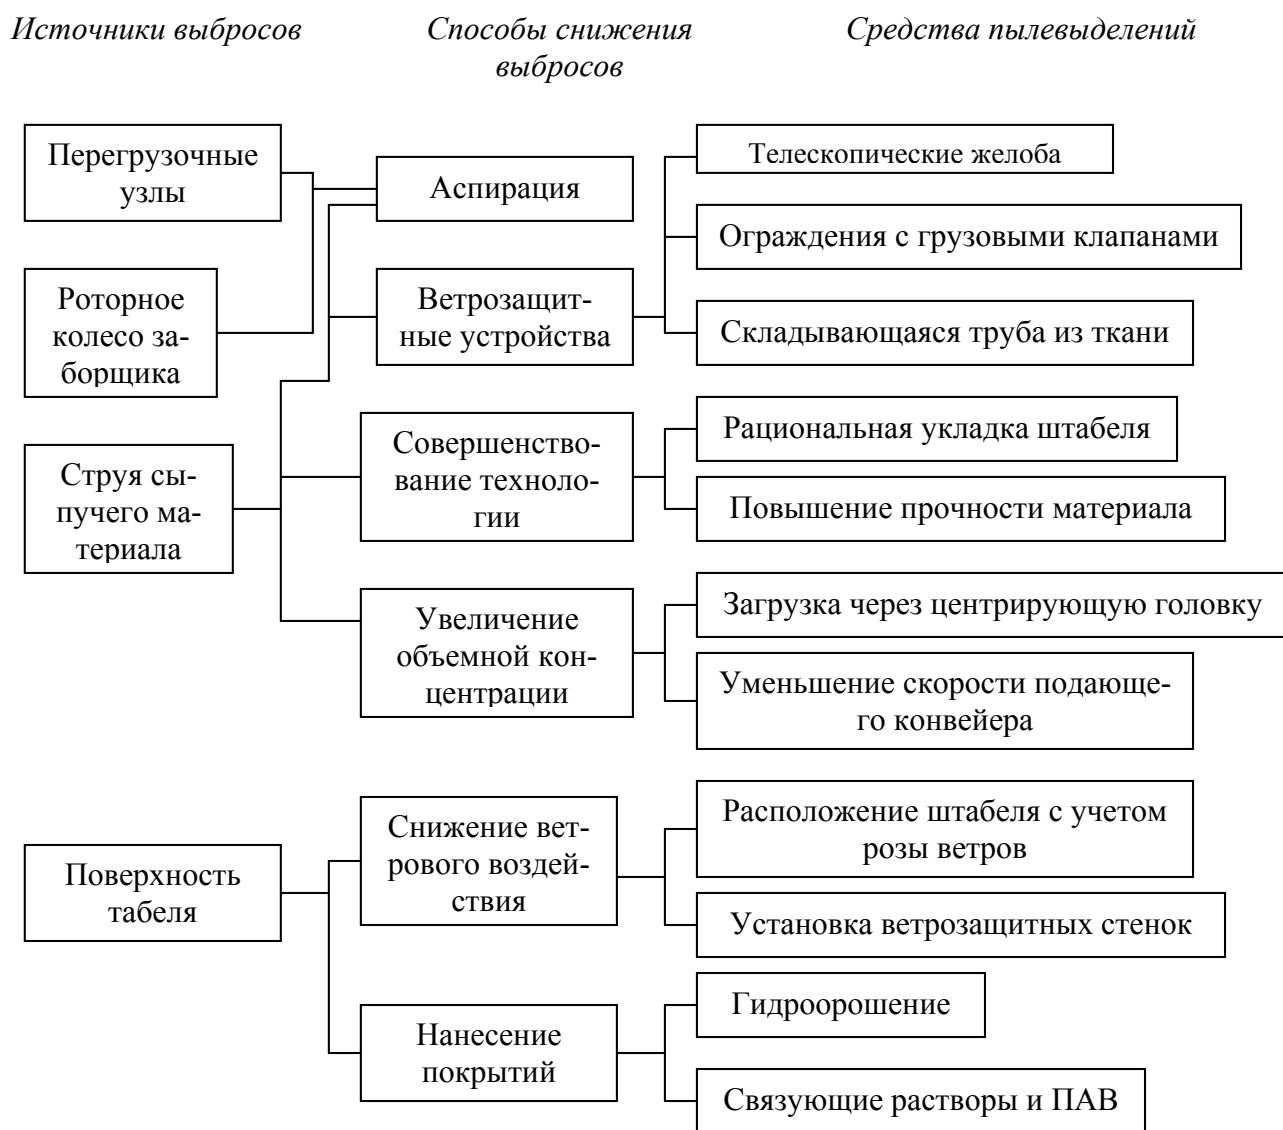 Источники выбросов
Способы снижения
выбросов
Средства пылевыделений
Перегрузочные
узлы
Роторное
колесо за-
борщика
Струя сы-
пучего ма-
териала
Поверхность
табеля
Аспирация
Ветрозащит-
ные устройства
Совершенство-
вание техноло-
гии
Увеличение
объемной кон-
центрации
Снижение вет-
рового воздей-
ствия
Нанесение
покрытий
Телескопические желоба
Ограждения с грузовыми клапанами
Складывающаяся труба из ткани
Рациональная укладка штабеля
Повышение прочности материала
Загрузка через центрирующую головку
Уменьшение скорости подающе-
го конвейера
Расположение штабеля с учетом
розы ветров
Установка ветрозащитных стенок
Гидроорошение
Связующие растворы и ПАВ